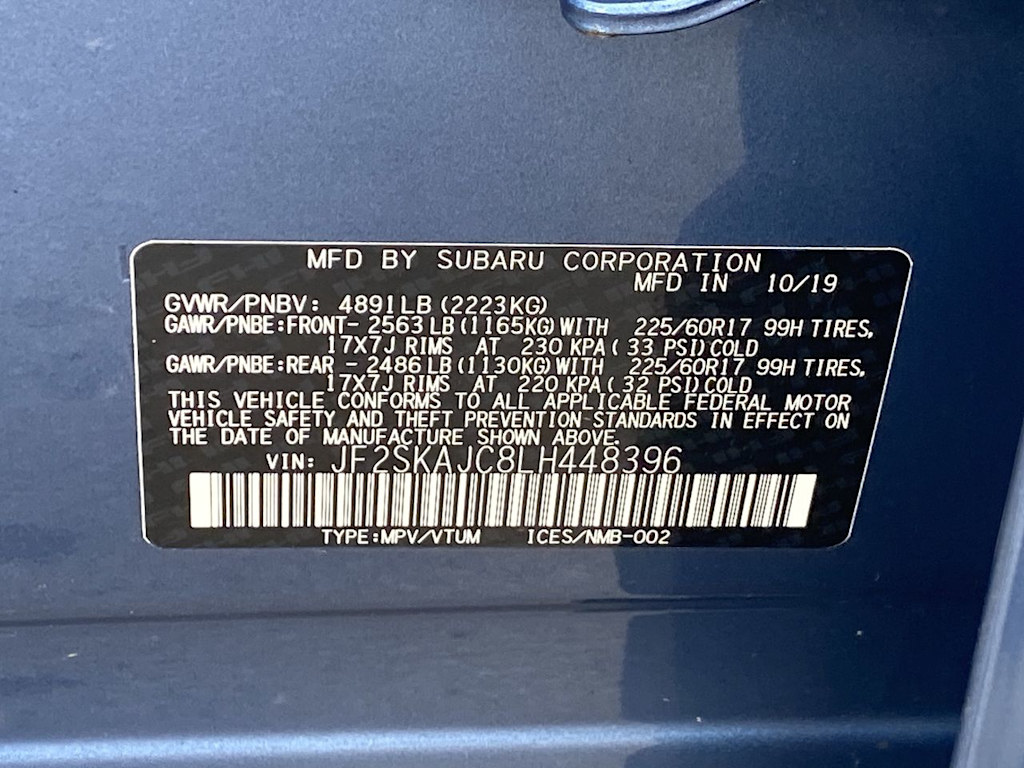 MFD BY SUBARU CORPORATION
MFD IN 10/19
GVWR/PNBV: 4891LB (2223KG)
GAWR/PNBE:FRONT- 2563 LB (1165KG) WITH 225/60R17 99H TIRES,
17X7J RIMS AT 230 KPA ( 33 PSI) COLD
GAWR/PNBE:REAR - 2486 LB (1130KG) WITH 225/60R17 99H TIRES,
17X7J RIMS AT 220 KPA ( 32 PSI) COLD
THIS VEHICLE CONFORMS TO ALL APPLICABLE FEDERAL MOTOR
VEHICLE SAFETY AND THEFT PREVENTION-STANDARDS IN EFFECT ON
THE DATE OF MANUFACTURE SHOWN ABOVE.
VIN: JF2SKAJC8LH448396
TYPE:MPV/VTUM ICES/NMB-002